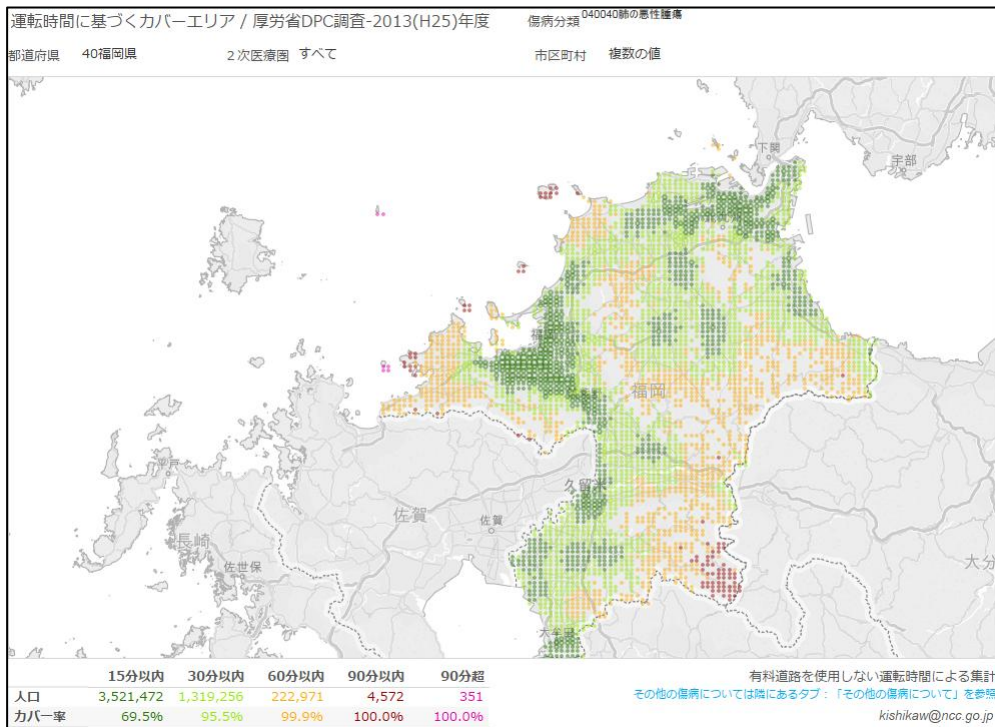 運転時間に基づくカバーエリア / 厚労省DPC調査-2013(H25)年度
傷病分類 040040肺の悪性腫瘍
都道府県 40福岡県
2次医療圏 すべて
市区町村 複数の値
下関
宇部
福岡
久留
佐賀
佐賀
平戸
長崎
佐世保
大分
大牟田
15分以内 30分以内 60分以内 90分以内 90分超
人口 3,521,472 1,319,256 222,971 4,572 351
カバー率 69.5% 95.5% 99.9% 100.0% 100.0%
有料道路を使用しない運転時間による集計
その他の傷病については隣にあるタブ：「その他の傷病について」を参照
kishikaw@ncc.go.jp